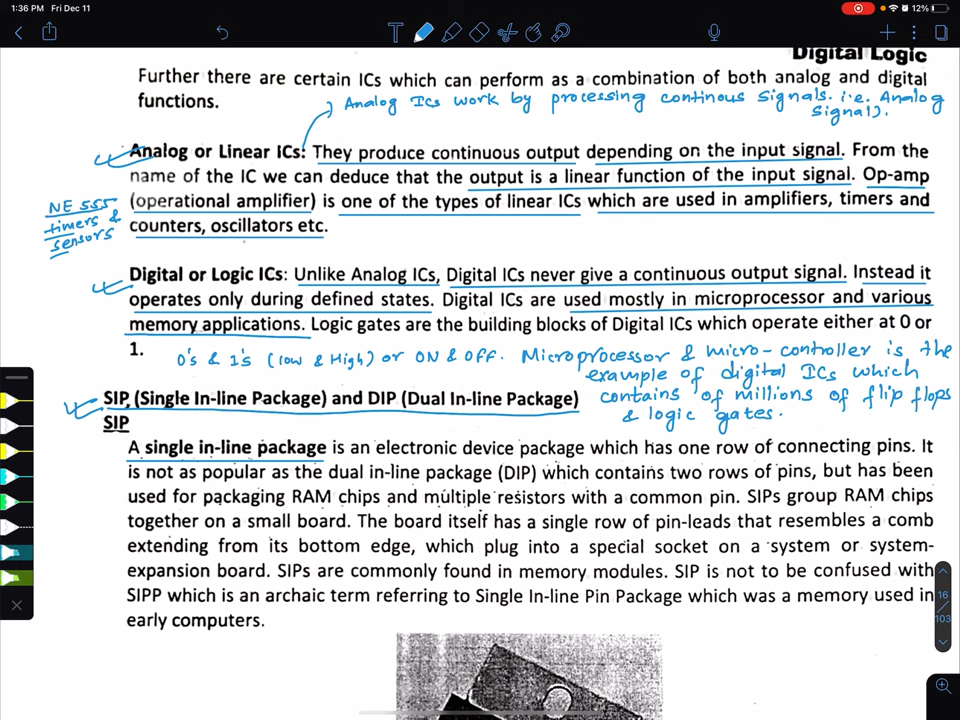 1:36 PM Fri Dec 11
12%
Digital Logic
Further there are certain ICs which can perform as a combination of both analog and digital
functions.
Analog ICs work by processing continous signals. i.e. Analog
Signal).
Analog or Linear ICs: They produce continuous output depending on the input signal. From the
name of the IC we can deduce that the output is a linear function of the input signal. Op-amp
(operational amplifier) is one of the types of linear ICs which are used in amplifiers, timers and
counters, oscillators etc.
NE 555
timers &
sensors
Digital or Logic ICs: Unlike Analog ICs, Digital ICs never give a continuous output signal. Instead it
operates only during defined states. Digital ICs are used mostly in microprocessor and various
memory applications. Logic gates are the building blocks of Digital ICs which operate either at 0 or
1.
0's & 1's (low & High) or ON & OFF. Microprocessor & micro-controller is the
example of digital ICs which
contains of millions of flip flops
& logic gates.
SIP (Single In-line Package) and DIP (Dual In-line Package)
SIP
A single in-line package is an electronic device package which has one row of connecting pins. It
is not as popular as the dual in-line package (DIP) which contains two rows of pins, but has been
used for packaging RAM chips and multiple resistors with a common pin. SIPs group RAM chips
together on a small board. The board itself has a single row of pin-leads that resembles a comb
extending from its bottom edge, which plug into a special socket on a system or system-
expansion board. SIPs are commonly found in memory modules. SIP is not to be confused with
SIPP which is an archaic term referring to Single In-line Pin Package which was a memory used in
early computers.
16
103